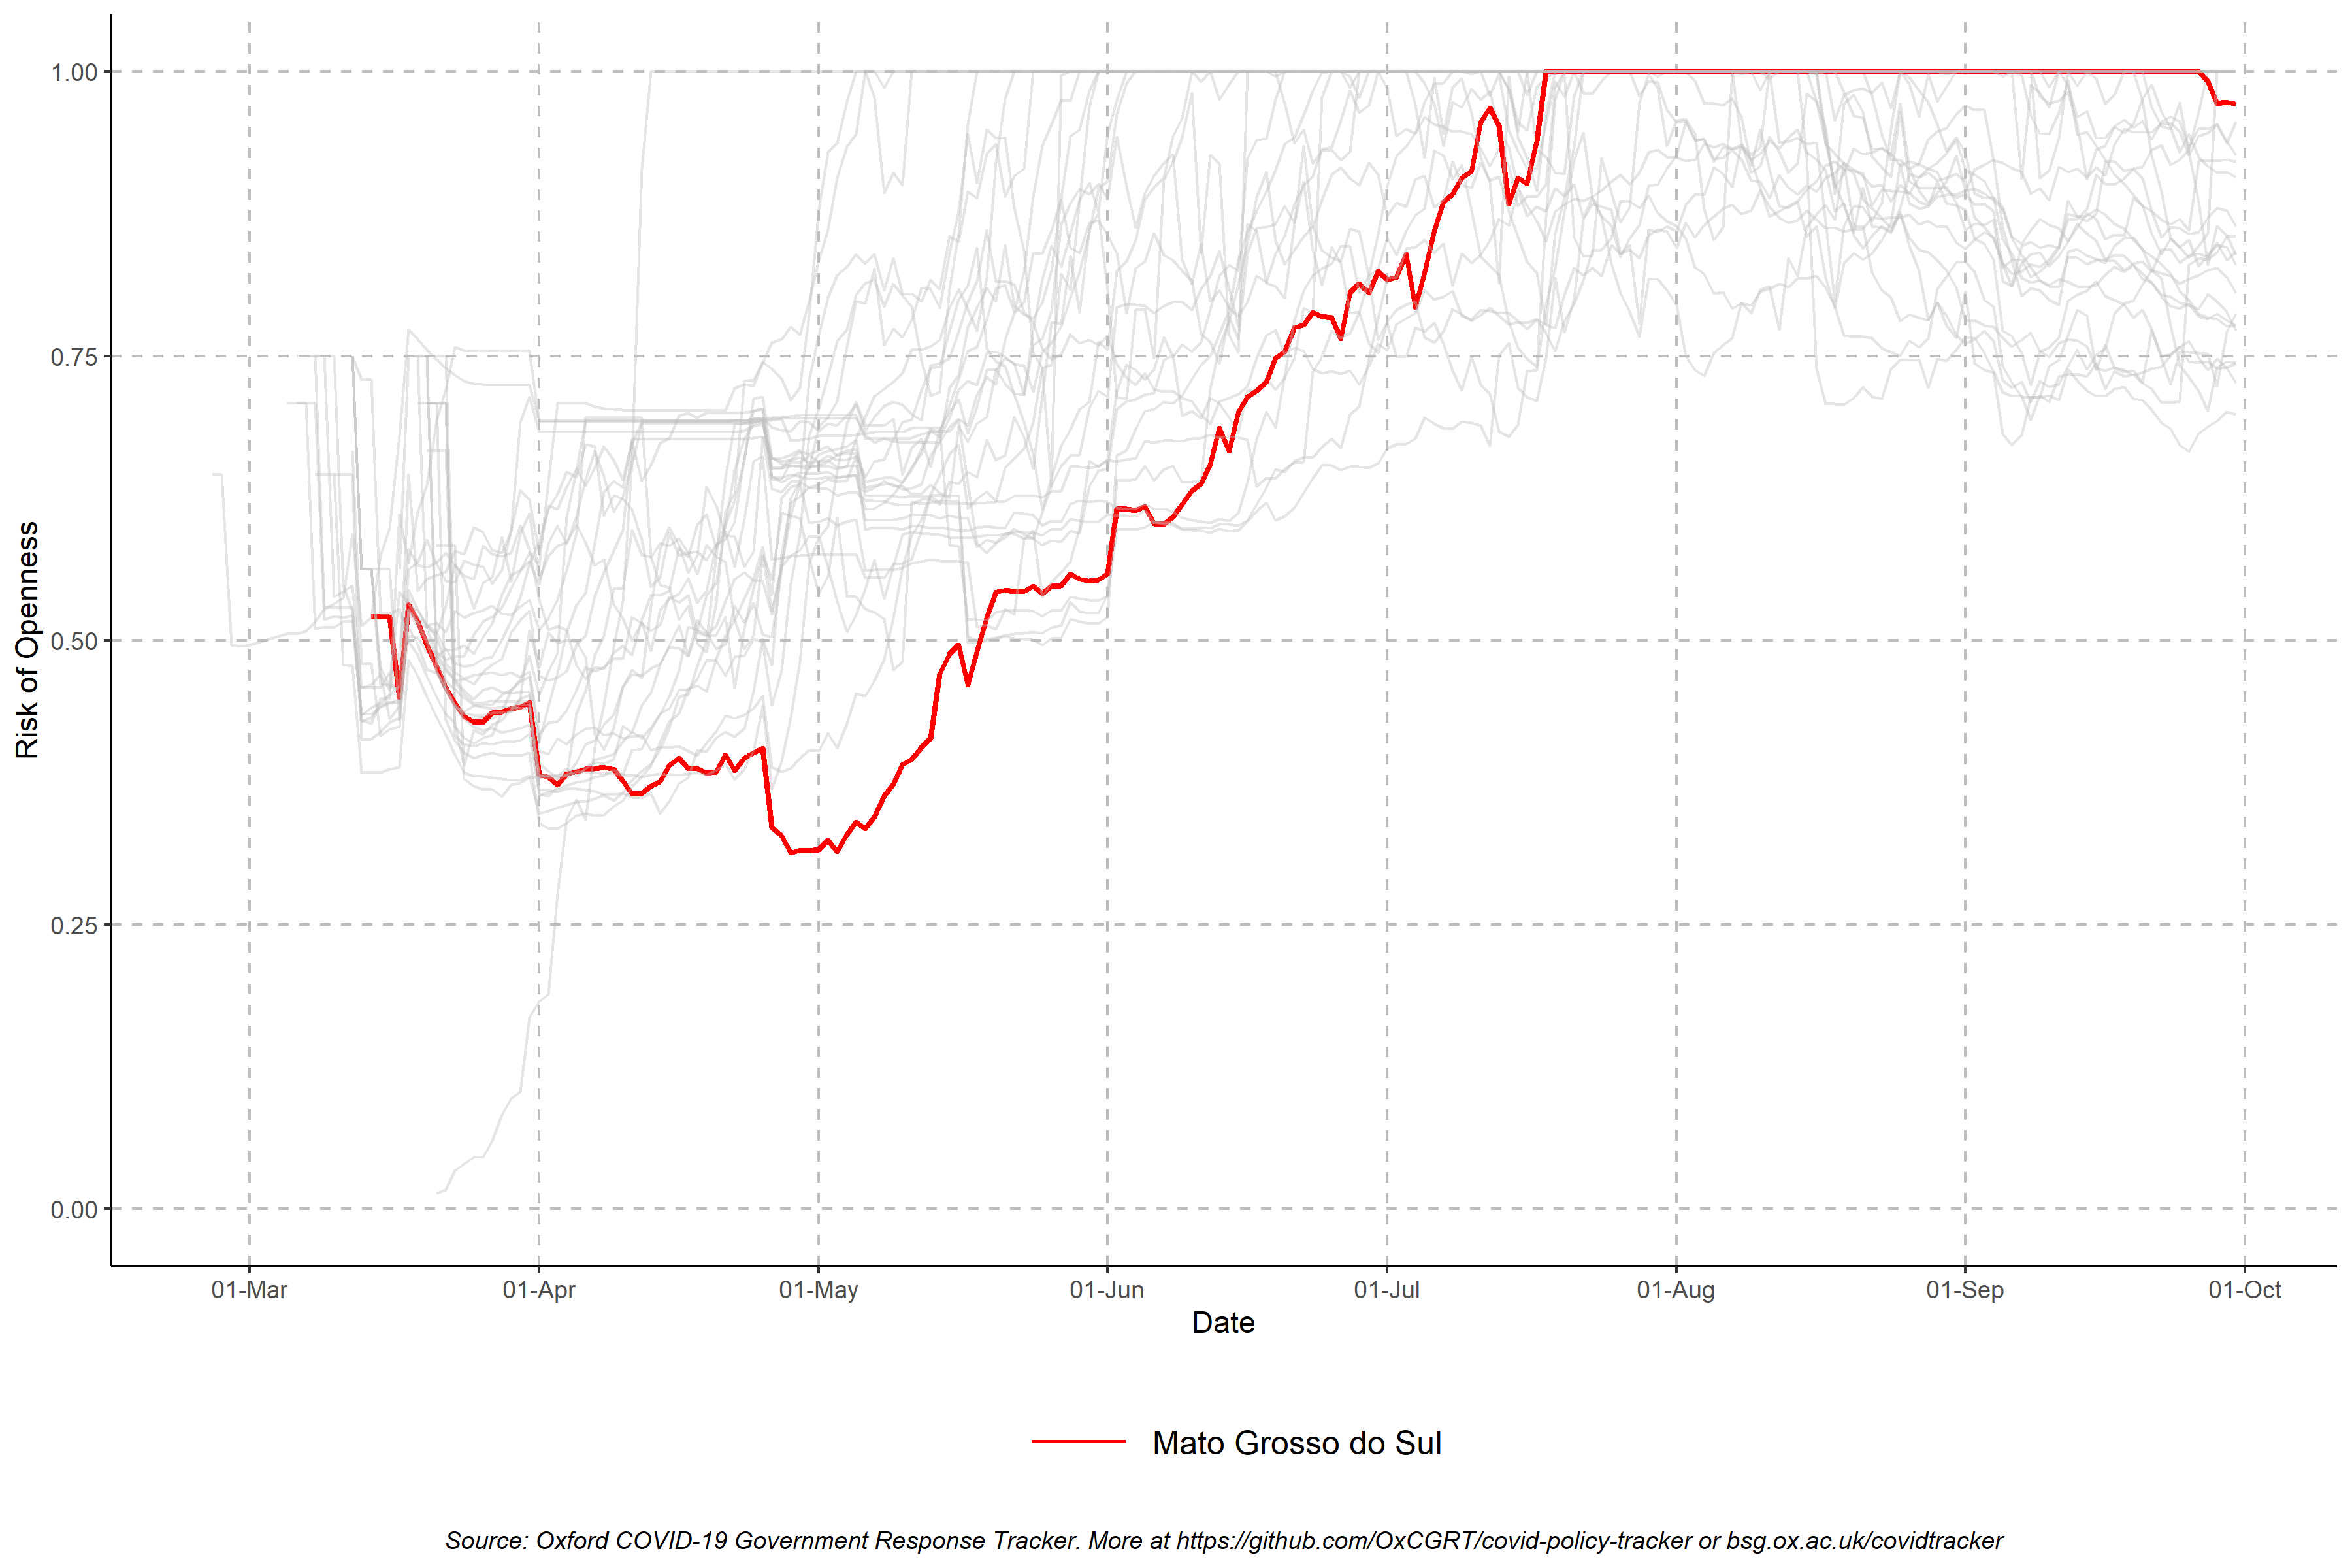 Risk of Openness
1.00
0.75
0.50
0.25
0.00
01-Mar 01-Apr 01-May 01-Jun 01-Jul 01-Aug 01-Sep 01-Oct
Date
Mato Grosso do Sul
Source: Oxford COVID-19 Government Response Tracker. More at https://github.com/OxCGRT/covid-policy-tracker or bsg.ox.ac.uk/covidtracker